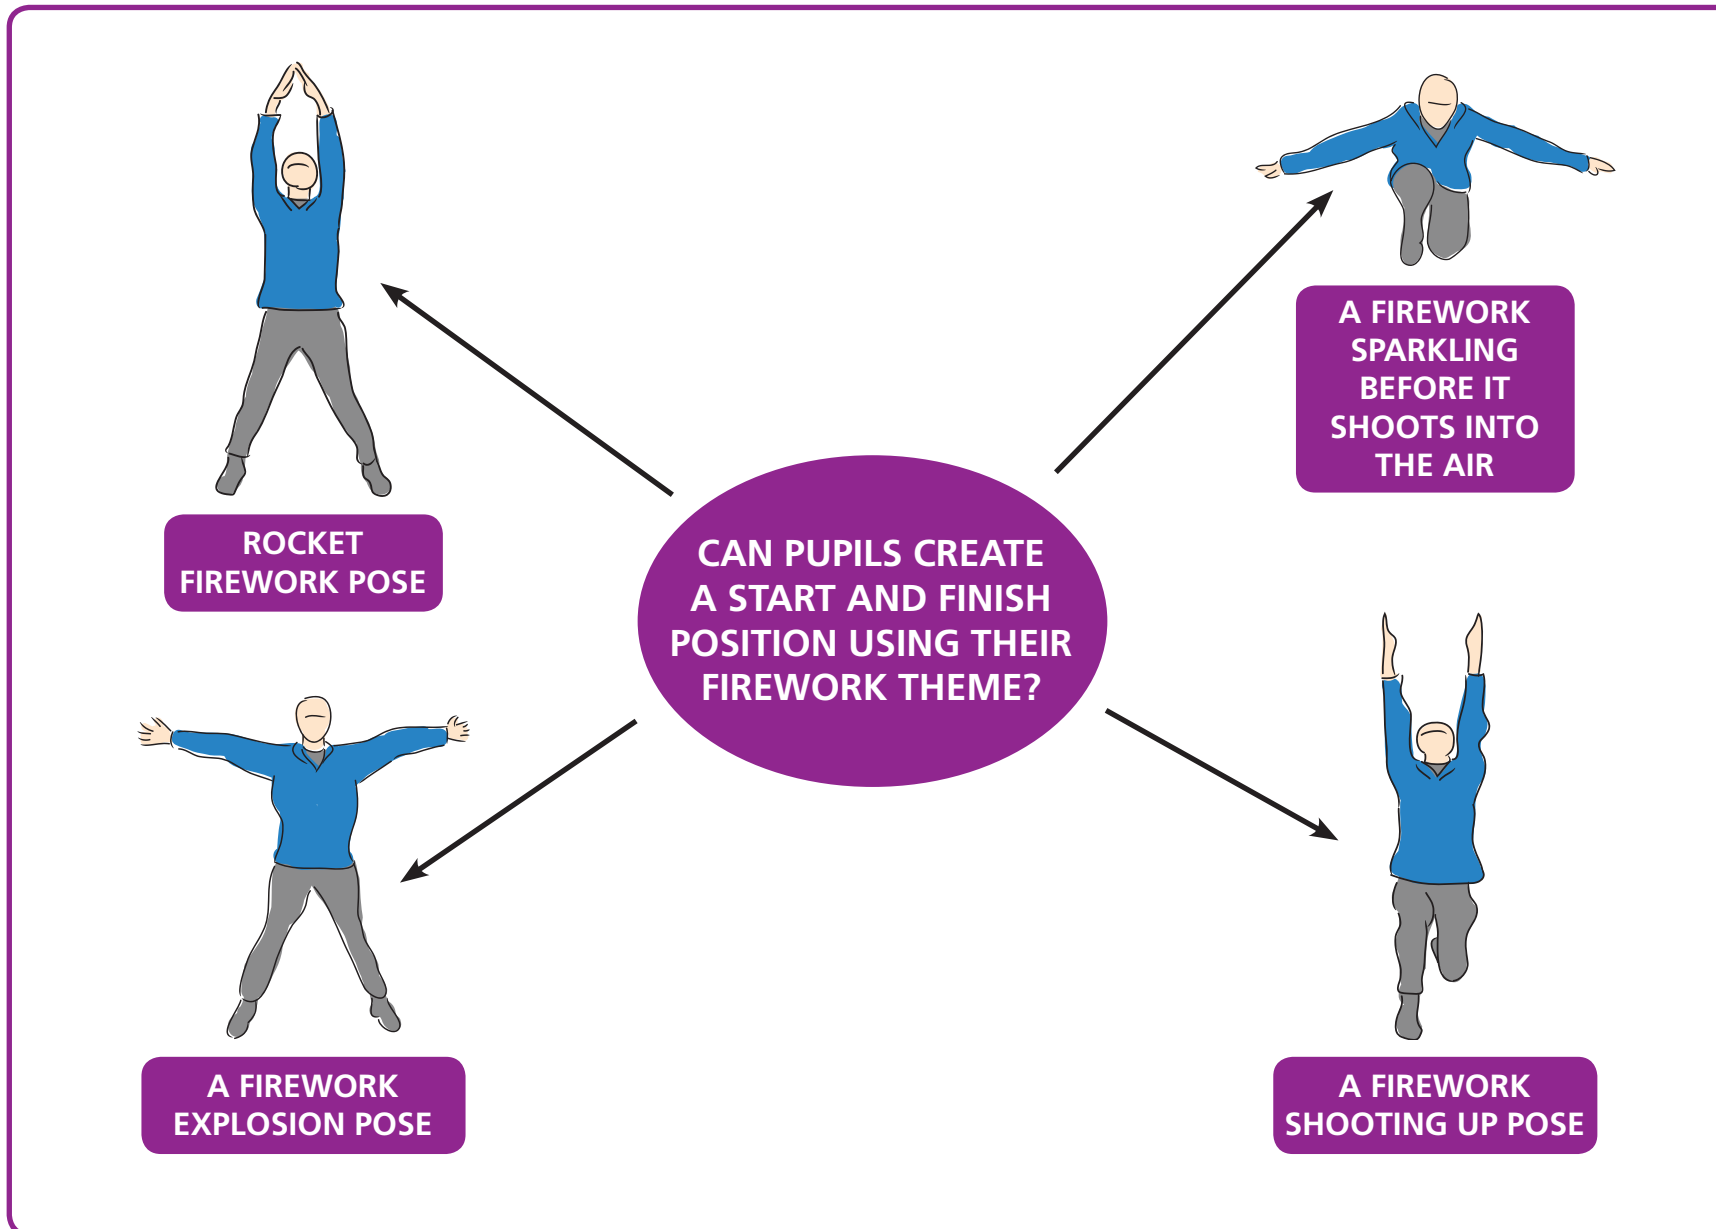 ROCKET
FIREWORK POSE
A FIREWORK
SPARKLING
BEFORE IT
SHOOTS INTO
THE AIR
CAN PUPILS CREATE
A START AND FINISH
POSITION USING THEIR
FIREWORK THEME?
A FIREWORK
EXPLOSION POSE
A FIREWORK
SHOOTING UP POSE